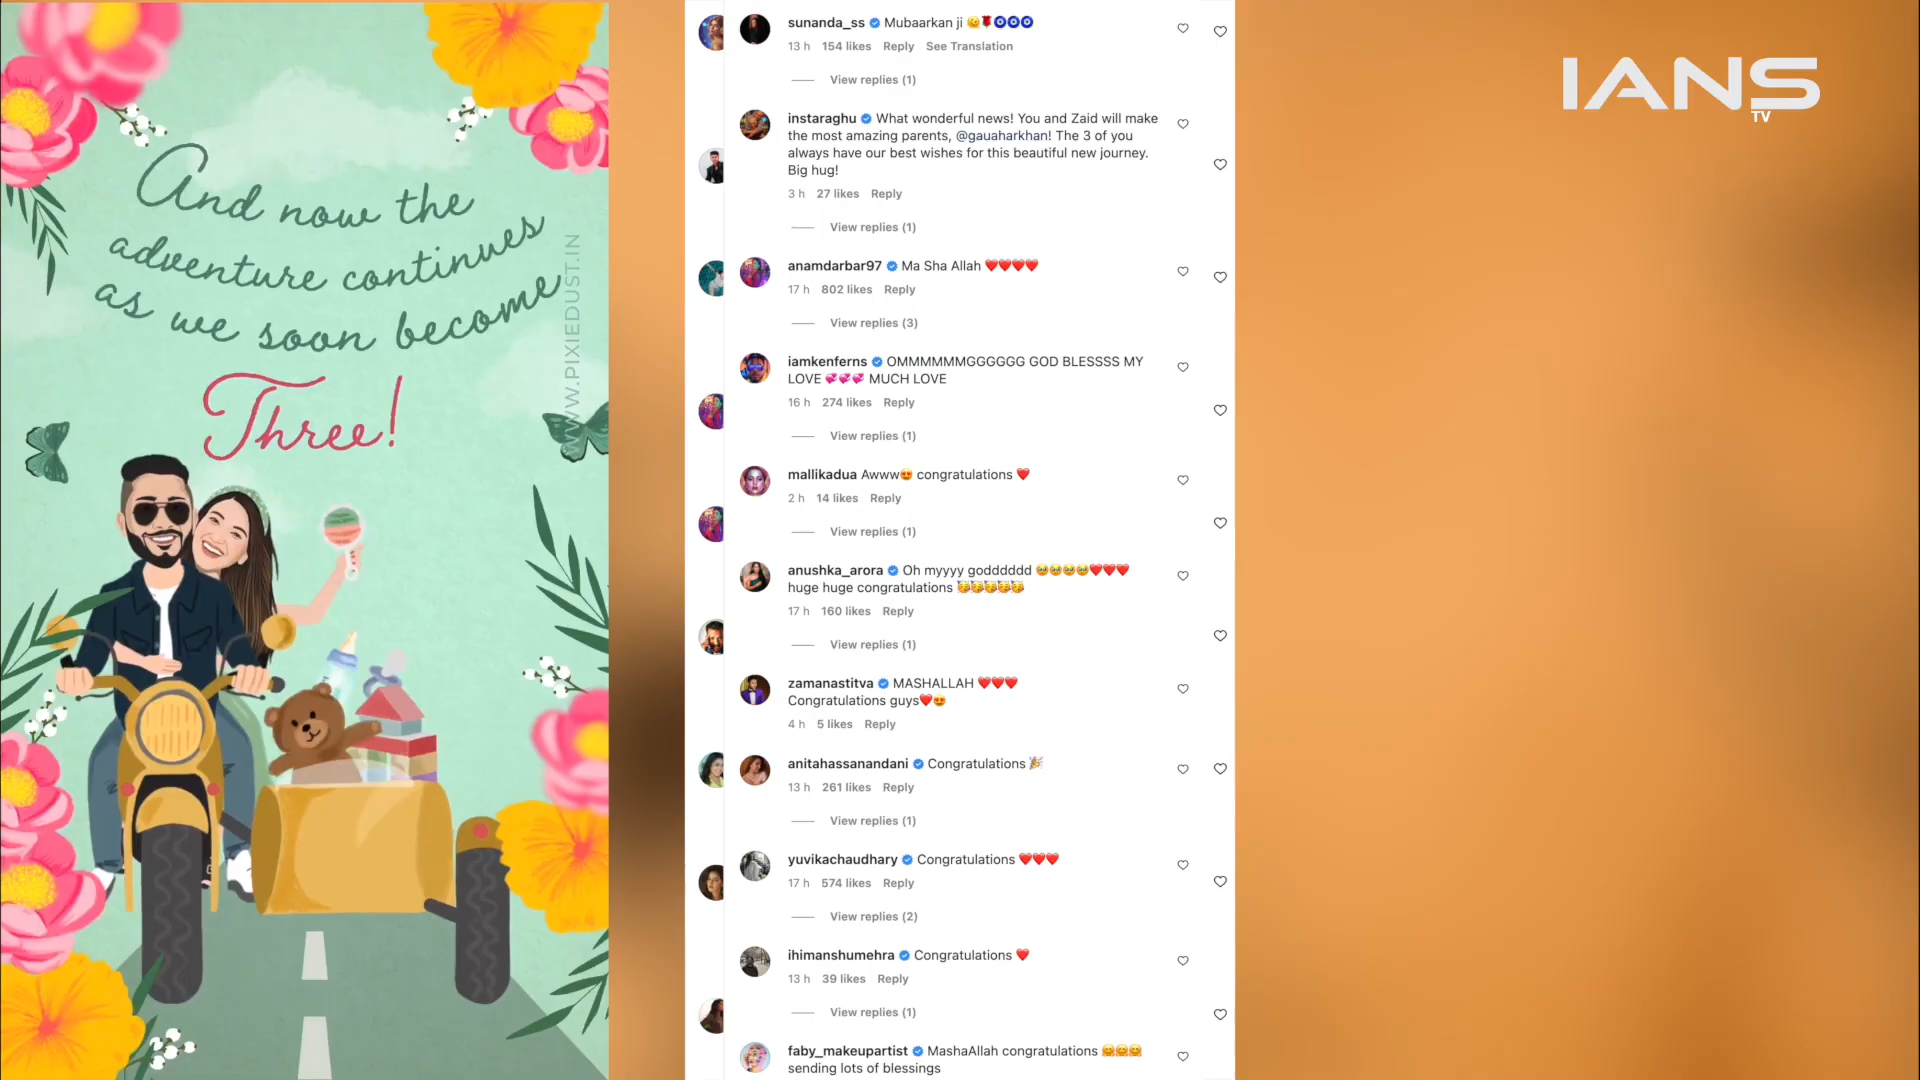 And now the
adventure continues
as we soon become
Three!
WWW.PIXIEDUST.IN
sunanda_ss Mubaarkan ji 🥲🌹🧿🧿🧿
13 h 154 likes Reply See Translation
View replies (1)
instaraghu What wonderful news! You and Zaid will make
the most amazing parents, @gauaharkhan! The 3 of you
always have our best wishes for this beautiful new journey.
Big hug!
3 h 27 likes Reply
View replies (1)
anamdarbar97 Ma Sha Allah ❤️❤️❤️❤️
17 h 802 likes Reply
View replies (3)
iamkenferns OMMMMMMGGGGGG GOD BLESSSS MY
LOVE 💞💞💞 MUCH LOVE
16 h 274 likes Reply
View replies (1)
mallikadua Awww😍 congratulations ❤️
2 h 14 likes Reply
View replies (1)
anushka_arora Oh myyyy godddddd 🥹🥹🥹🥹❤️❤️❤️
huge huge congratulations 🥳🥳🥳🥳🥳
17 h 160 likes Reply
View replies (1)
zamanastitva MASHALLAH ❤️❤️❤️
Congratulations guys❤️😍
4 h 5 likes Reply
anitahassanandani Congratulations 🎉
13 h 261 likes Reply
View replies (1)
yuvikachaudhary Congratulations ❤️❤️❤️
17 h 574 likes Reply
View replies (2)
ihimanshumehra Congratulations ❤️
13 h 39 likes Reply
View replies (1)
faby_makeupartist MashaAllah congratulations 🤗🤗🤗
sending lots of blessings
IANS
TV